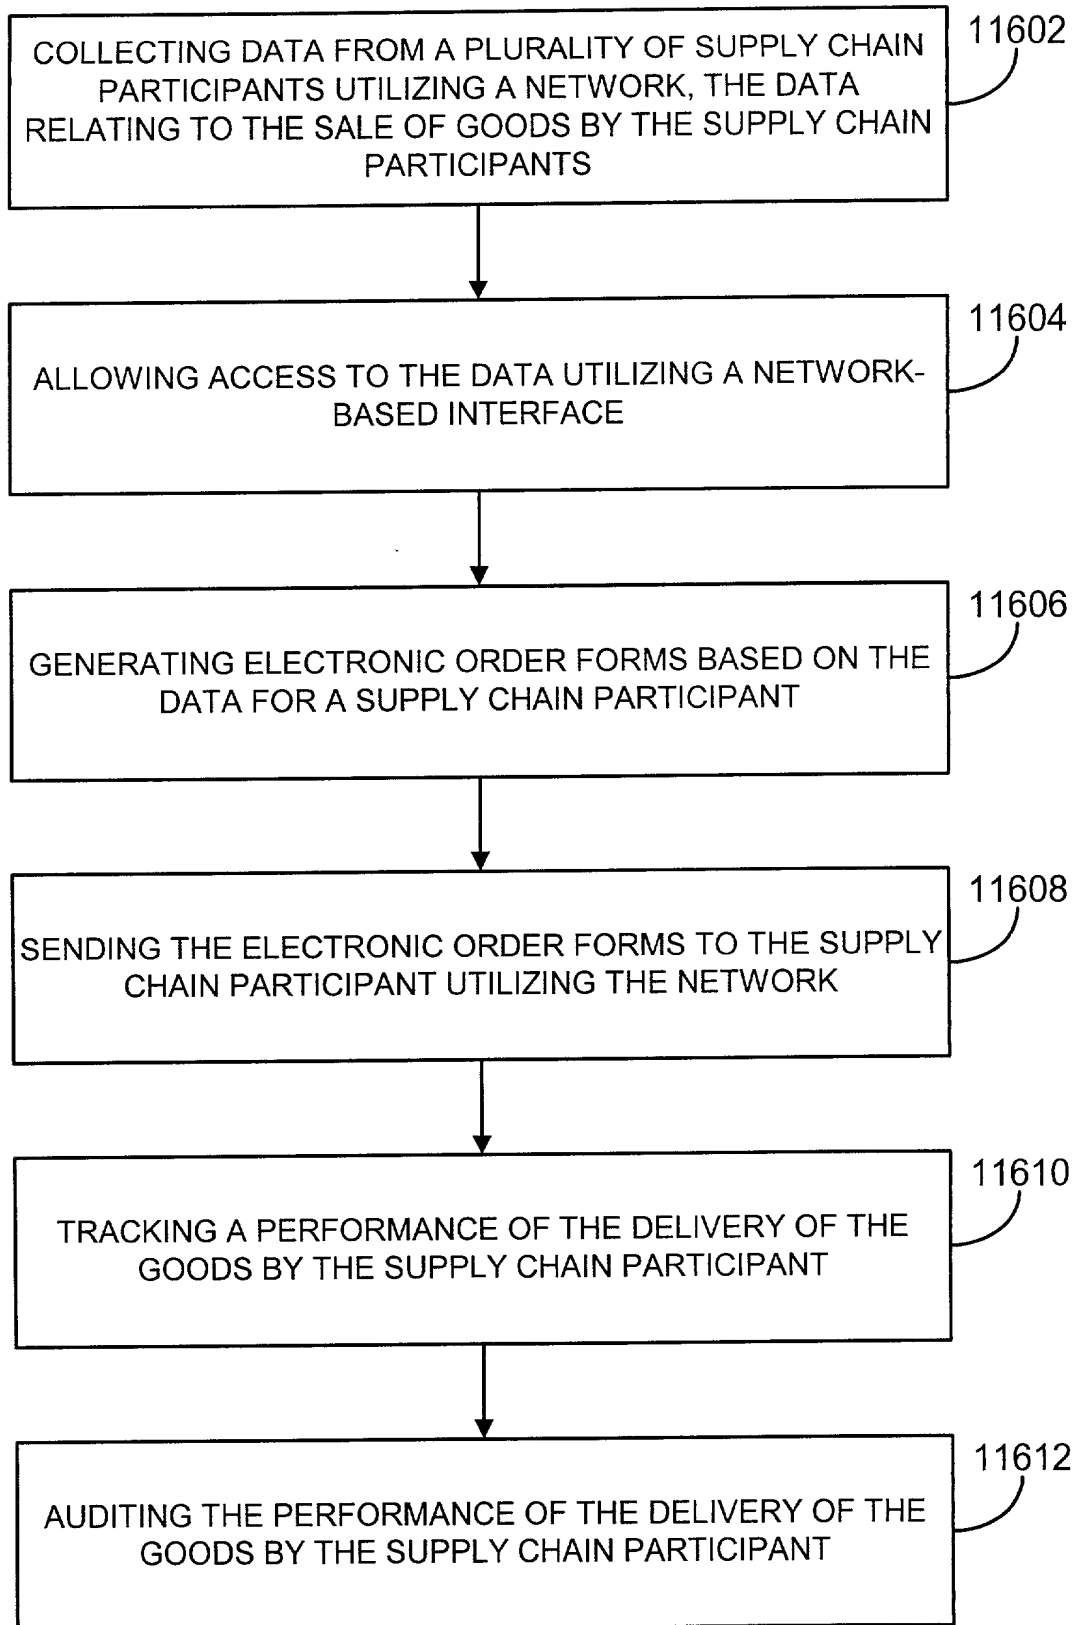 11602
COLLECTING DATA FROM A PLURALITY OF SUPPLY CHAIN
PARTICIPANTS UTILIZING A NETWORK, THE DATA
RELATING TO THE SALE OF GOODS BY THE SUPPLY CHAIN
PARTICIPANTS
11604
ALLOWING ACCESS TO THE DATA UTILIZING A NETWORK-
BASED INTERFACE
11606
GENERATING ELECTRONIC ORDER FORMS BASED ON THE
DATA FOR A SUPPLY CHAIN PARTICIPANT
11608
SENDING THE ELECTRONIC ORDER FORMS TO THE SUPPLY
CHAIN PARTICIPANT UTILIZING THE NETWORK
11610
TRACKING A PERFORMANCE OF THE DELIVERY OF THE
GOODS BY THE SUPPLY CHAIN PARTICIPANT
11612
AUDITING THE PERFORMANCE OF THE DELIVERY OF THE
GOODS BY THE SUPPLY CHAIN PARTICIPANT